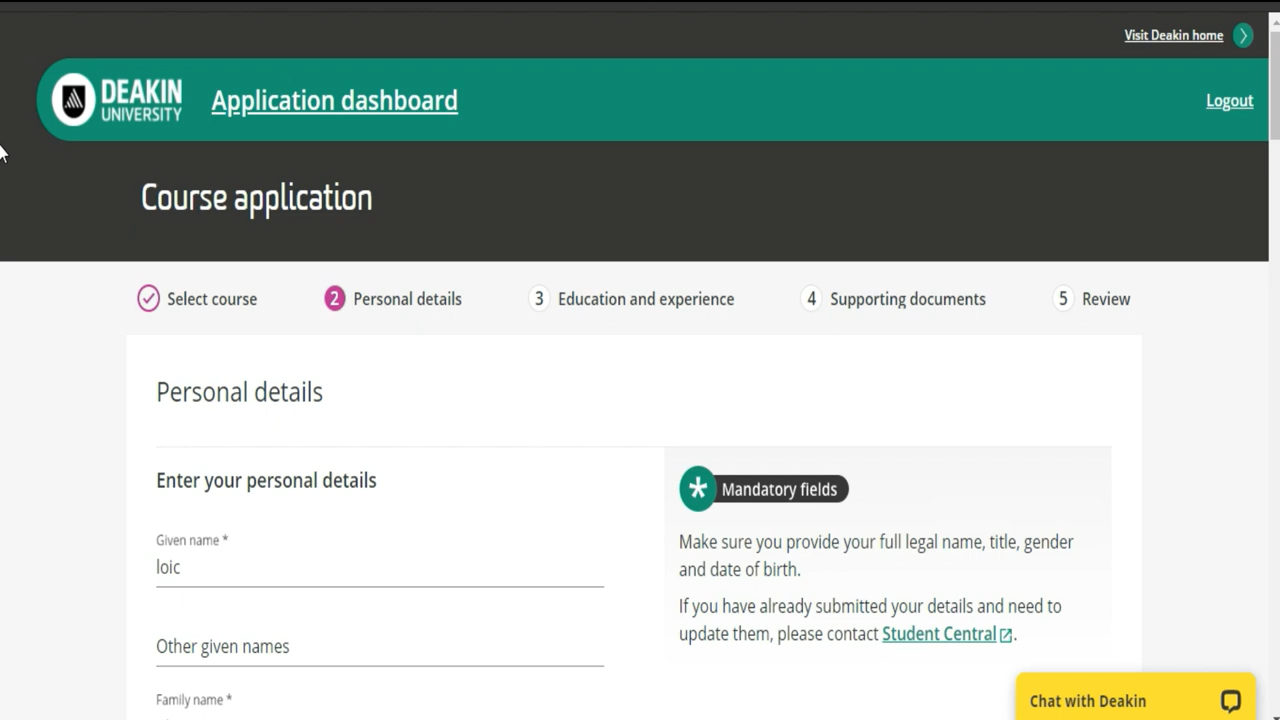 Visit Deakin home
DEAKIN
UNIVERSITY
Application dashboard
Logout
Course application
Select course
2 Personal details
3 Education and experience
4 Supporting documents
5 Review
Personal details
Enter your personal details
* Mandatory fields
Given name *
loic
Make sure you provide your full legal name, title, gender
and date of birth.
If you have already submitted your details and need to
update them, please contact Student Central.
Other given names
Family name *
Chat with Deakin